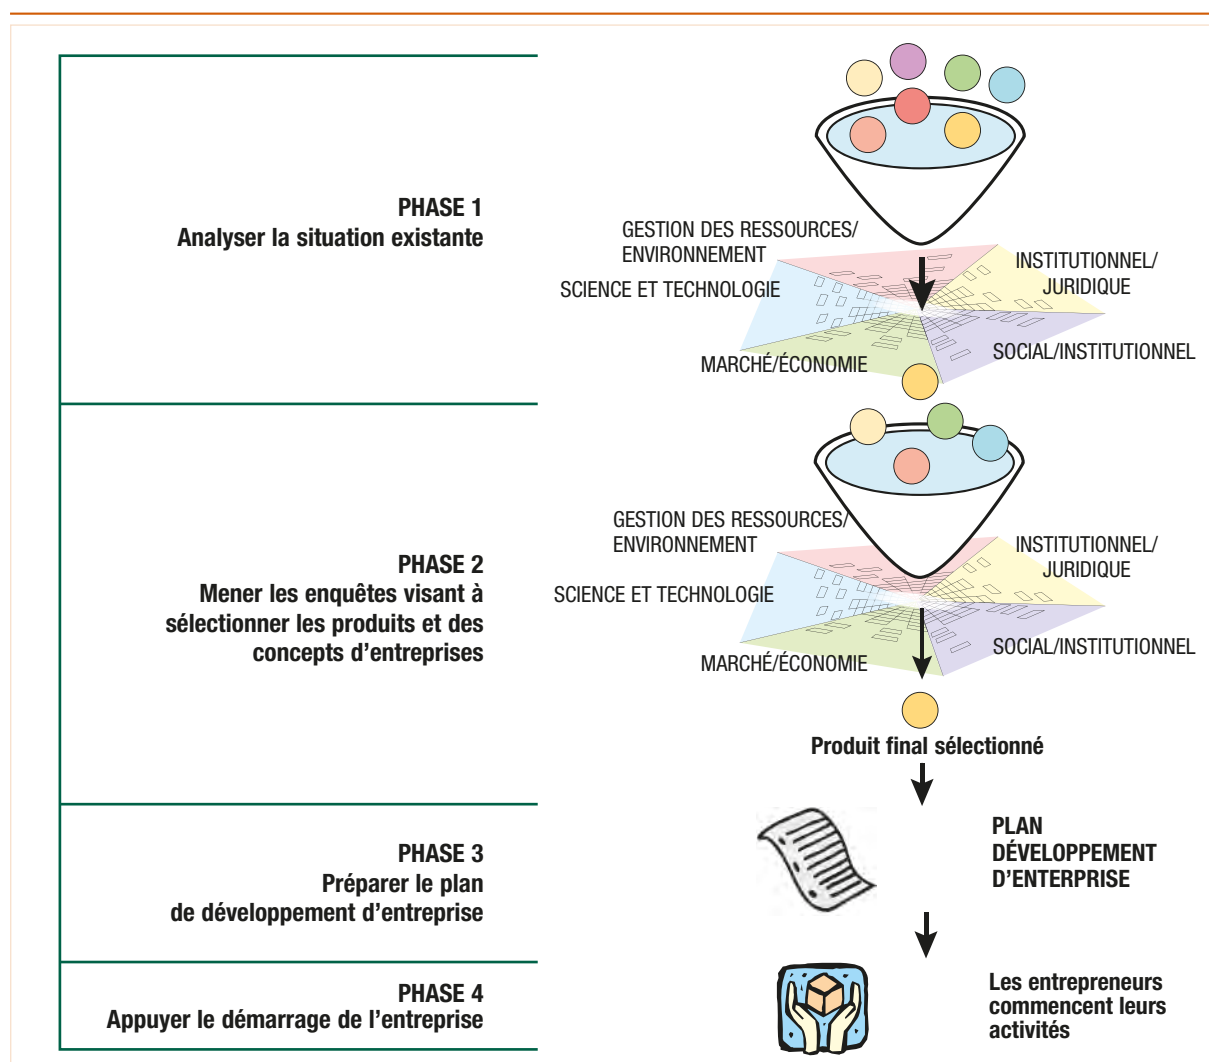 PHASE 1
Analyser la situation existante
GESTION DES RESSOURCES/
ENVIRONNEMENT
SCIENCE ET TECHNOLOGIE
INSTITUTIONNEL/
JURIDIQUE
MARCHÉ/ÉCONOMIE
SOCIAL/INSTITUTIONNEL
PHASE 2
Mener les enquêtes visant à
sélectionner les produits et des
concepts d'entreprises
GESTION DES RESSOURCES/
ENVIRONNEMENT
SCIENCE ET TECHNOLOGIE
INSTITUTIONNEL/
JURIDIQUE
MARCHÉ/ÉCONOMIE
SOCIAL/INSTITUTIONNEL
Produit final sélectionné
PHASE 3
Préparer le plan
de développement d'entreprise
PLAN
DÉVELOPPEMENT
D'ENTERPRISE
PHASE 4
Appuyer le démarrage de l'entreprise
Les entrepreneurs
commencent leurs
activités